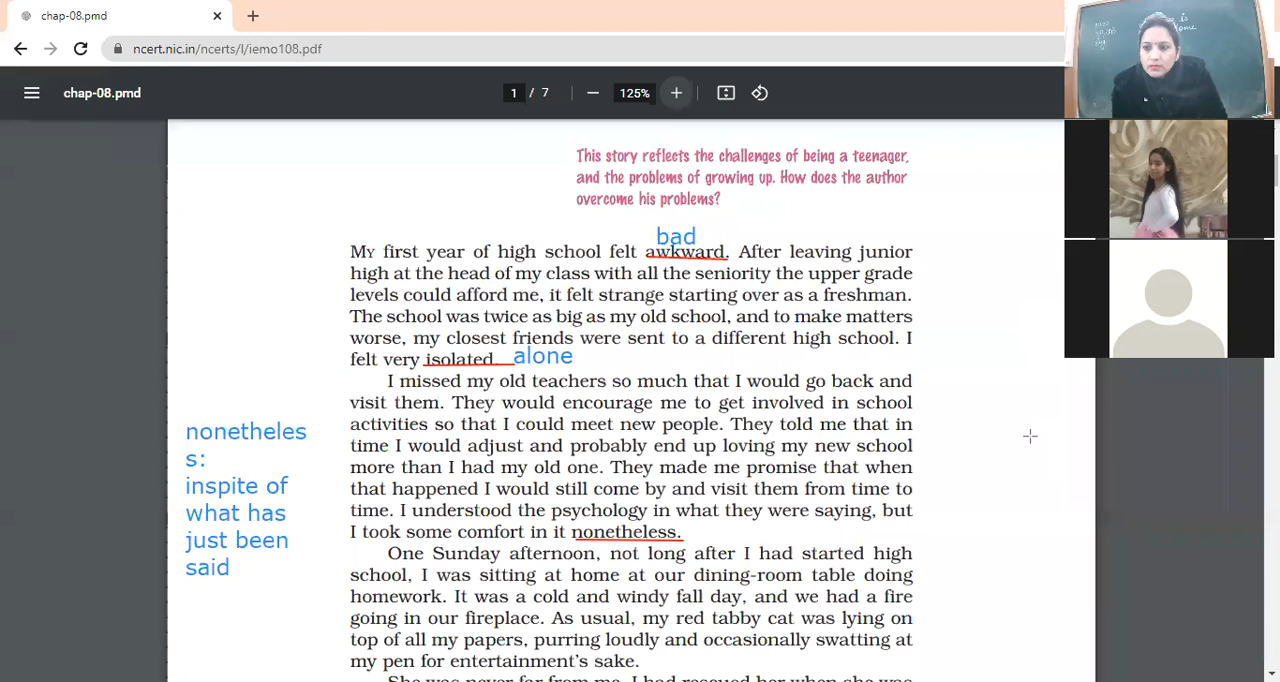 chap-08.pmd
ncert.nic.in/ncerts/l/iemo108.pdf
chap-08.pmd
1 / 7
125%
This story reflects the challenges of being a teenager,
and the problems of growing up. How does the author
overcome his problems?
bad
MY first year of high school felt awkward. After leaving junior
high at the head of my class with all the seniority the upper grade
levels could afford me, it felt strange starting over as a freshman.
The school was twice as big as my old school, and to make matters
worse, my closest friends were sent to a different high school. I
felt very isolated. alone
I missed my old teachers so much that I would go back and
visit them. They would encourage me to get involved in school
activities so that I could meet new people. They told me that in
time I would adjust and probably end up loving my new school
more than I had my old one. They made me promise that when
that happened I would still come by and visit them from time to
time. I understood the psychology in what they were saying, but
I took some comfort in it nonetheless.
nonetheles
s:
inspite of
what has
just been
said
One Sunday afternoon, not long after I had started high
school, I was sitting at home at our dining-room table doing
homework. It was a cold and windy fall day, and we had a fire
going in our fireplace. As usual, my red tabby cat was lying on
top of all my papers, purring loudly and occasionally swatting at
my pen for entertainment's sake.
She was never far from me. I had rescued her when she was